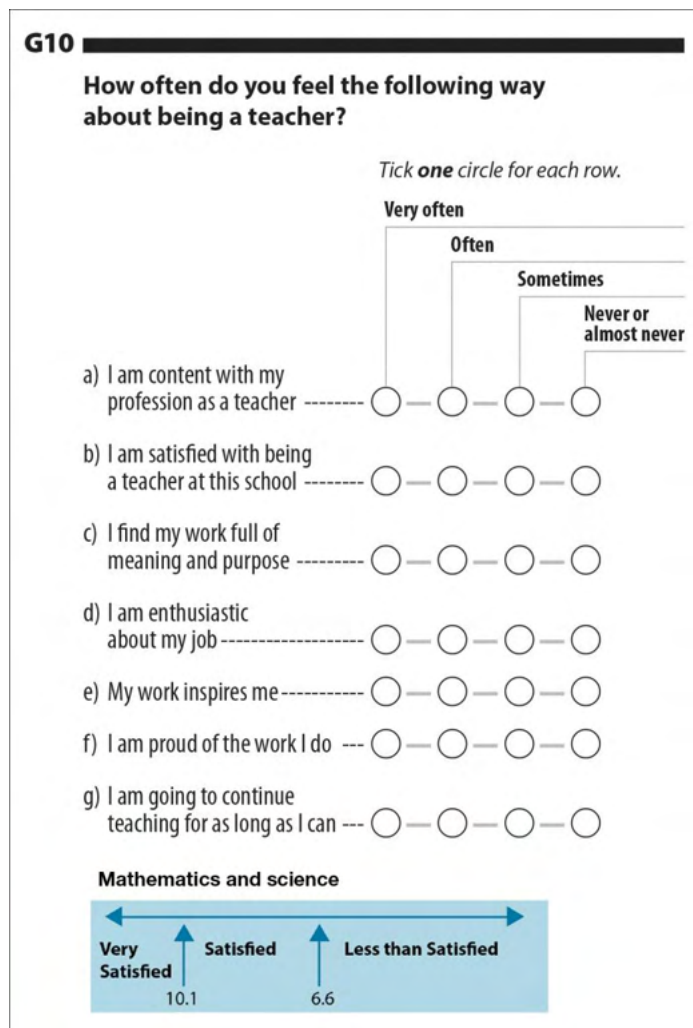 G10
How often do you feel the following way
about being a teacher?
Tick one circle for each row.
Very often
Often
Sometimes
Never or
almost never
a) I am content with my
profession as a teacher --------
b) I am satisfied with being
a teacher at this school --------
c) I find my work full of
meaning and purpose ---------
d) I am enthusiastic
about my job ------------------
e) My work inspires me -----------
f) I am proud of the work I do ---
g) I am going to continue
teaching for as long as I can ---
Mathematics and science
Very Satisfied Less than Satisfied
Satisfied
10.1 6.6